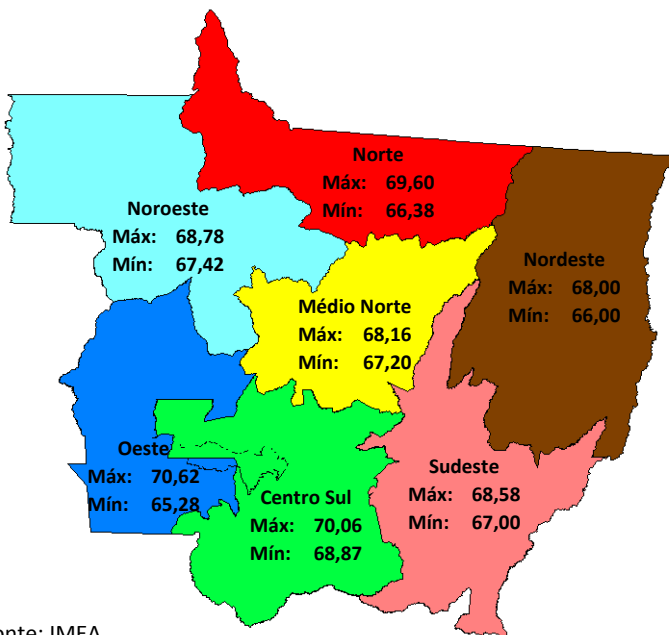 Norte
Máx: 69,60
Mín: 66,38
Noroeste
Máx: 68,78
Mín: 67,42
Nordeste
Máx: 68,00
Mín: 66,00
Médio Norte
Máx: 68,16
Mín: 67,20
Oeste
Máx: 70,62
Mín: 65,28
Sudeste
Máx: 68,58
Mín: 67,00
Centro Sul
Máx: 70,06
Mín: 68,87
onte: IMEA